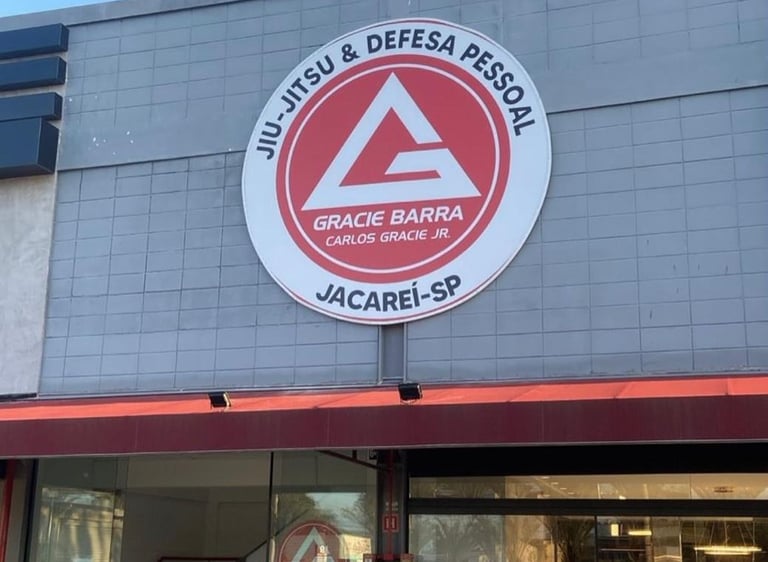 JIU-JITSU & DEFESA PESSOAL
GRACIE BARRA
CARLOS GRACIE JR.
JACAREÍ-SP